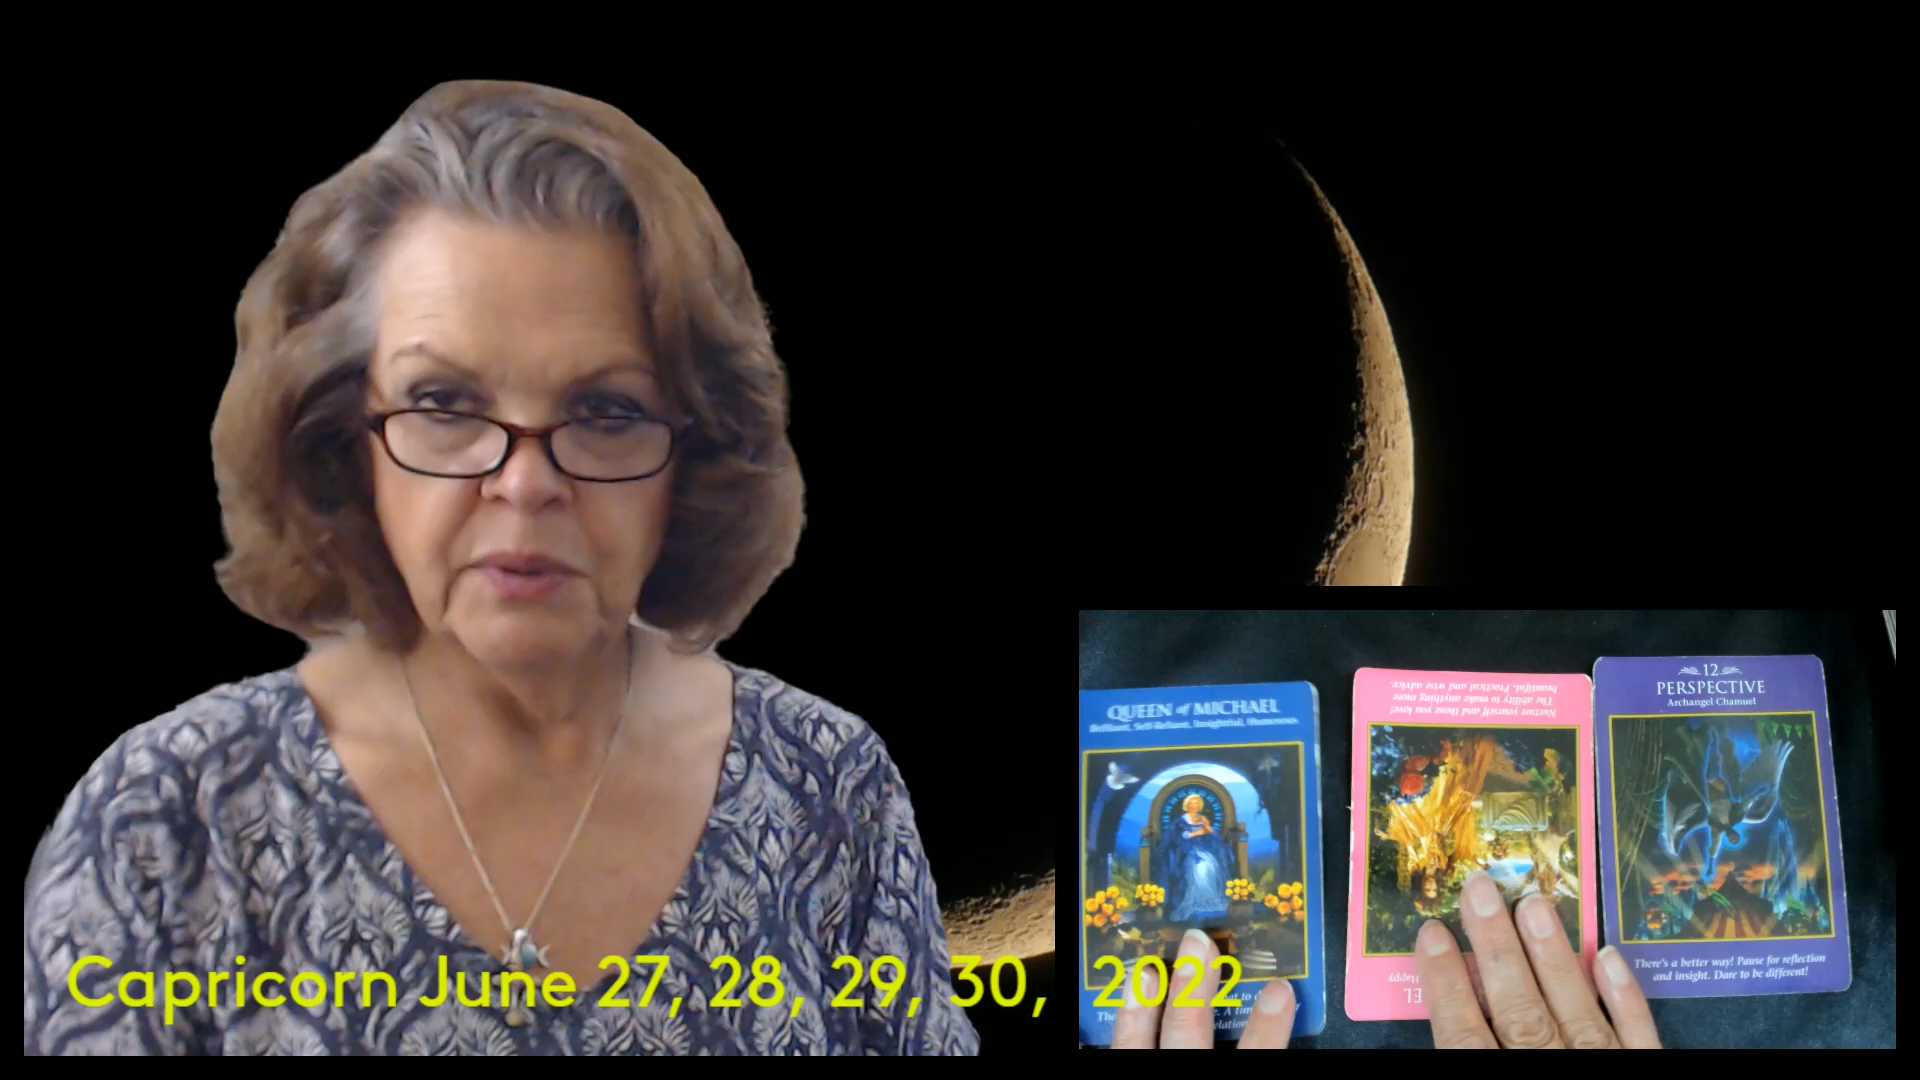 Capricorn June 27, 28, 29, 30, 2022
QUEEN of MICHAEL
Brilliant, Self-Reliant, Insightful, Humorous
Nurture yourself and those you love!
The ability to make anything more
beautiful. Practical and wise advice.
Happy
EL
12
PERSPECTIVE
Archangel Chamuel
There's a better way! Pause for reflection
and insight. Dare to be different!